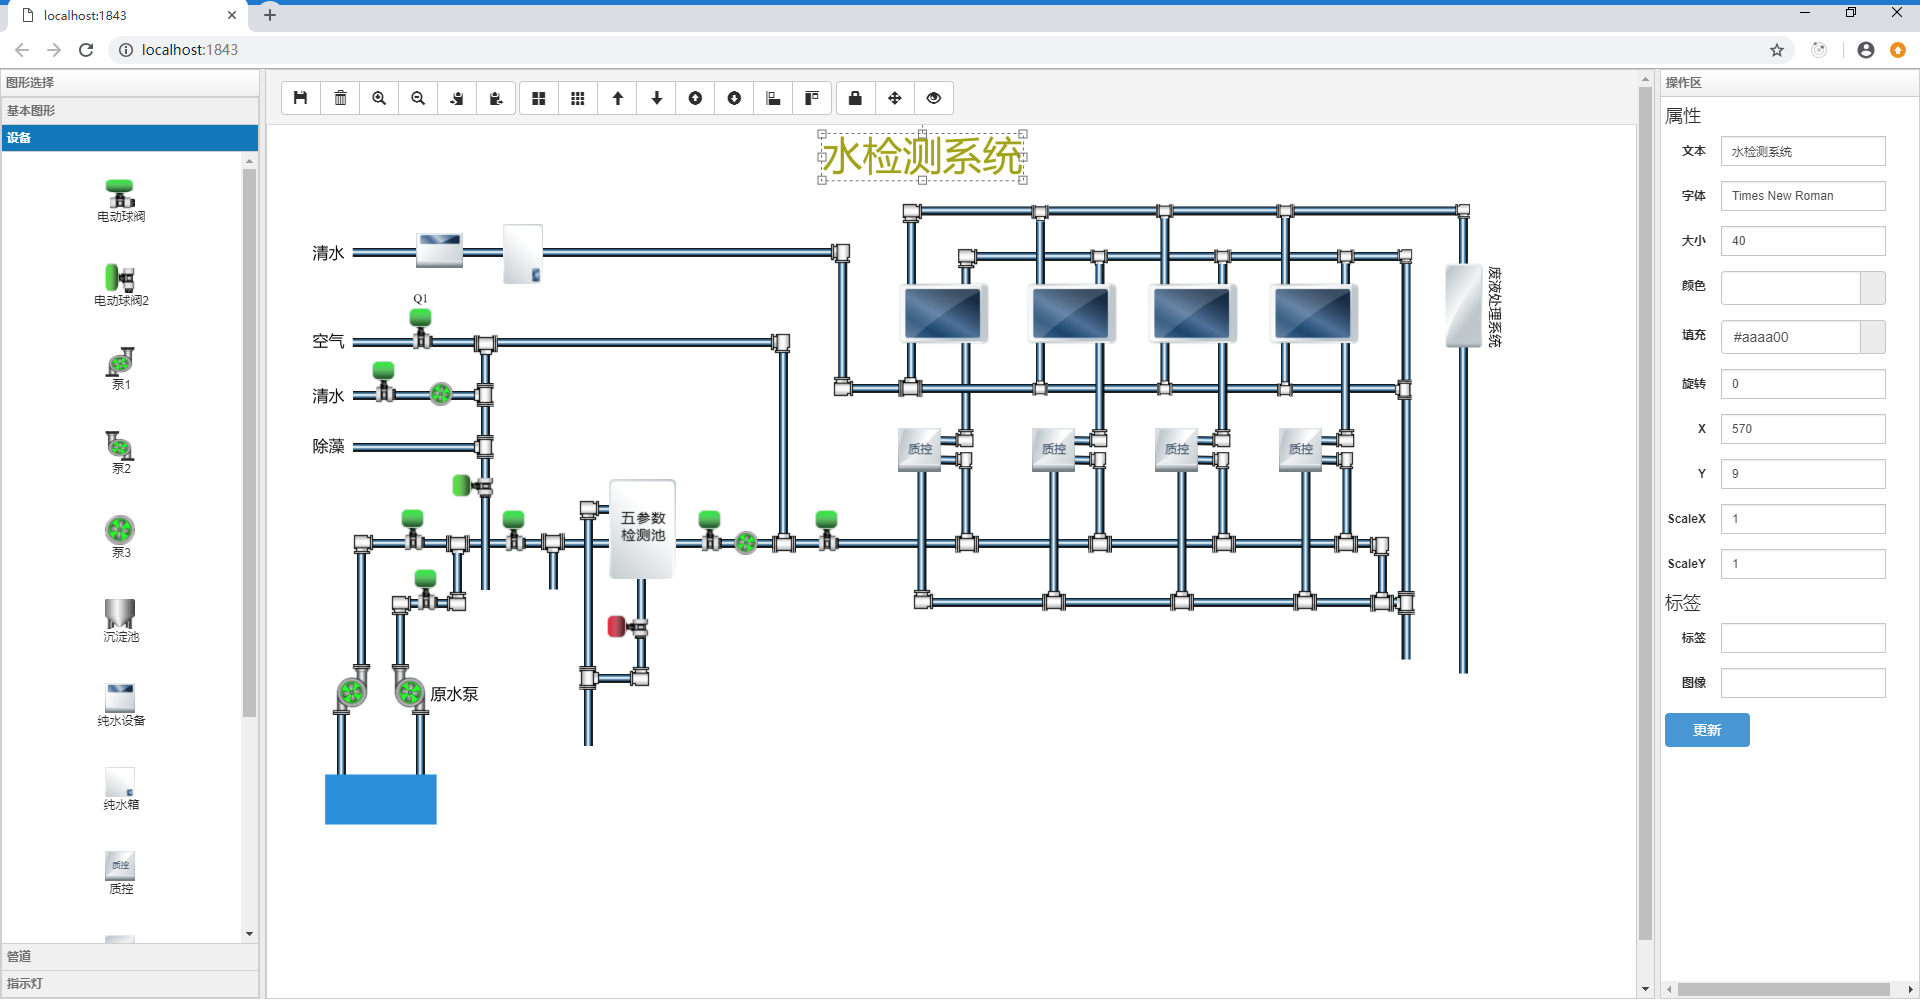 localhost:1843
localhost:1843
图形选择
基本图形
设备
电动球阀
电动球阀2
泵1
泵2
泵3
沉淀池
纯水设备
纯水箱
质控
质控
管道
指示灯
水检测系统
清水
Q1
空气
清水
除藻
五参数
检测池
原水泵
质控
质控
质控
质控
废液处理系统
操作区
属性
文本
水检测系统
字体
Times New Roman
大小
40
颜色
填充
#aaaa00
旋转
0
X
570
Y
9
ScaleX
1
ScaleY
1
标签
标签
图像
更新